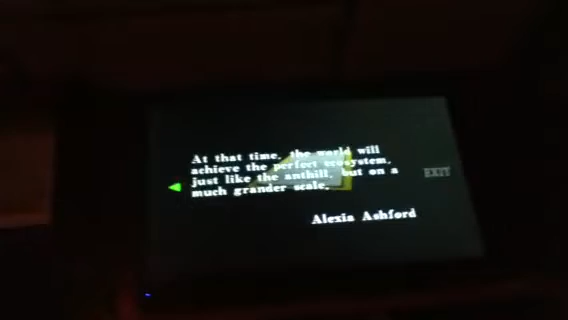 At that time, the world will
achieve the perfect ecosystem,
just like the anthill, but on a
much grander scale.
EXIT
Alexia Ashford